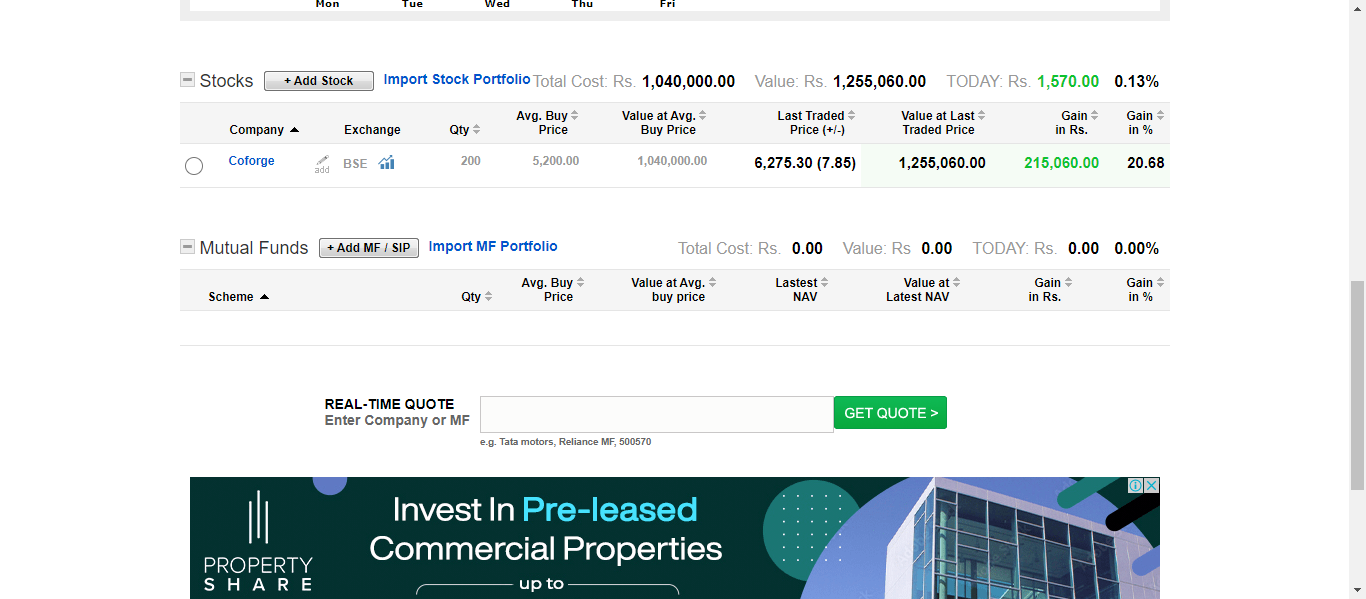 Mon Tue Wed Thu Fri
Stocks + Add Stock Import Stock Portfolio Total Cost: Rs. 1,040,000.00 Value: Rs. 1,255,060.00 TODAY: Rs. 1,570.00 0.13%
Company Exchange Qty Avg. Buy Price Value at Avg. Buy Price Last Traded Price (+/-) Value at Last Traded Price Gain in Rs. Gain in %
Coforge add BSE 200 5,200.00 1,040,000.00 6,275.30 (7.85) 1,255,060.00 215,060.00 20.68
Mutual Funds + Add MF / SIP Import MF Portfolio Total Cost: Rs. 0.00 Value: Rs 0.00 TODAY: Rs. 0.00 0.00%
Scheme Qty Avg. Buy Price Value at Avg. buy price Lastest NAV Value at Latest NAV Gain in Rs. Gain in %
REAL-TIME QUOTE
Enter Company or MF
GET QUOTE >
e.g. Tata motors, Reliance MF, 500570
PROPERTY
SHARE
Invest In Pre-leased
Commercial Properties
up to